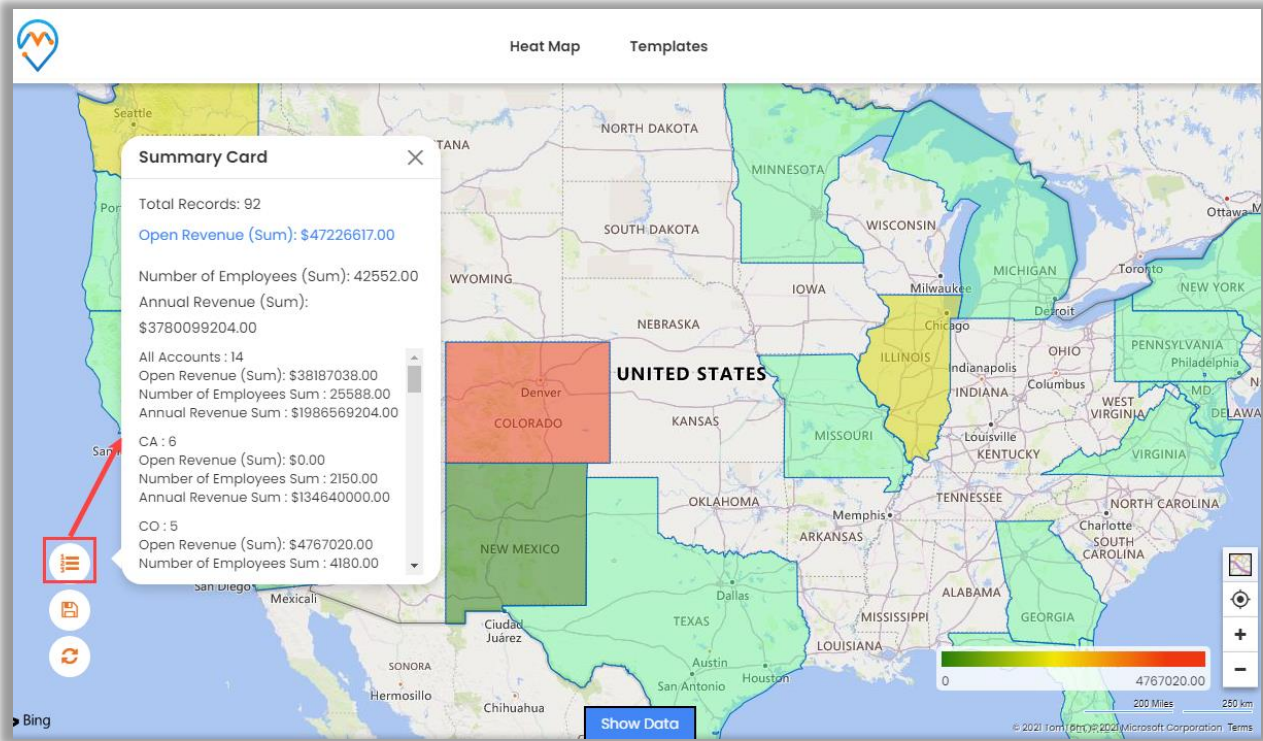 Heat Map Templates
Summary Card
Total Records: 92
Open Revenue (Sum): $47226617.00
Number of Employees (Sum): 42552.00
Annual Revenue (Sum):
$3780099204.00
All Accounts : 14
Open Revenue (Sum): $38187038.00
Number of Employees Sum : 25588.00
Annual Revenue Sum : $1986569204.00
CA : 6
Open Revenue (Sum): $0.00
Number of Employees Sum : 2150.00
Annual Revenue Sum : $134640000.00
CO : 5
Open Revenue (Sum): $4767020.00
Number of Employees Sum : 4180.00
Seattle
NORTH DAKOTA
TANA
MINNESOTA
Por
Ottawa
SOUTH DAKOTA
WISCONSIN
WYOMING
MICHIGAN
Toronto
IOWA
Milwaukee
NEW YORK
Detroit
NEBRASKA
Chicago
PENNSYLVANIA
OHIO
ILLINOIS
Philadelphia
Indianapolis
UNITED STATES
Columbus
INDIANA
MD
Denver
WEST
VIRGINIA
DELAWA
COLORADO
KANSAS
MISSOURI
Louisville
San
KENTUCKY
VIRGINIA
OKLAHOMA
TENNESSEE
NORTH CAROLINA
Memphis
Charlotte
ARKANSAS
SOUTH
CAROLINA
NEW MEXICO
San Diego
Mexicali
Dallas
ALABAMA
Ciudad
Juárez
TEXAS
MISSISSIPPI
GEORGIA
LOUISIANA
Austin
SONORA
San Antonio
Houston
Hermosillo
Chihuahua
0 4767020.00
200 Miles 250 km
Bing
Show Data
© 2021 TomTom © 2021 Microsoft Corporation Terms